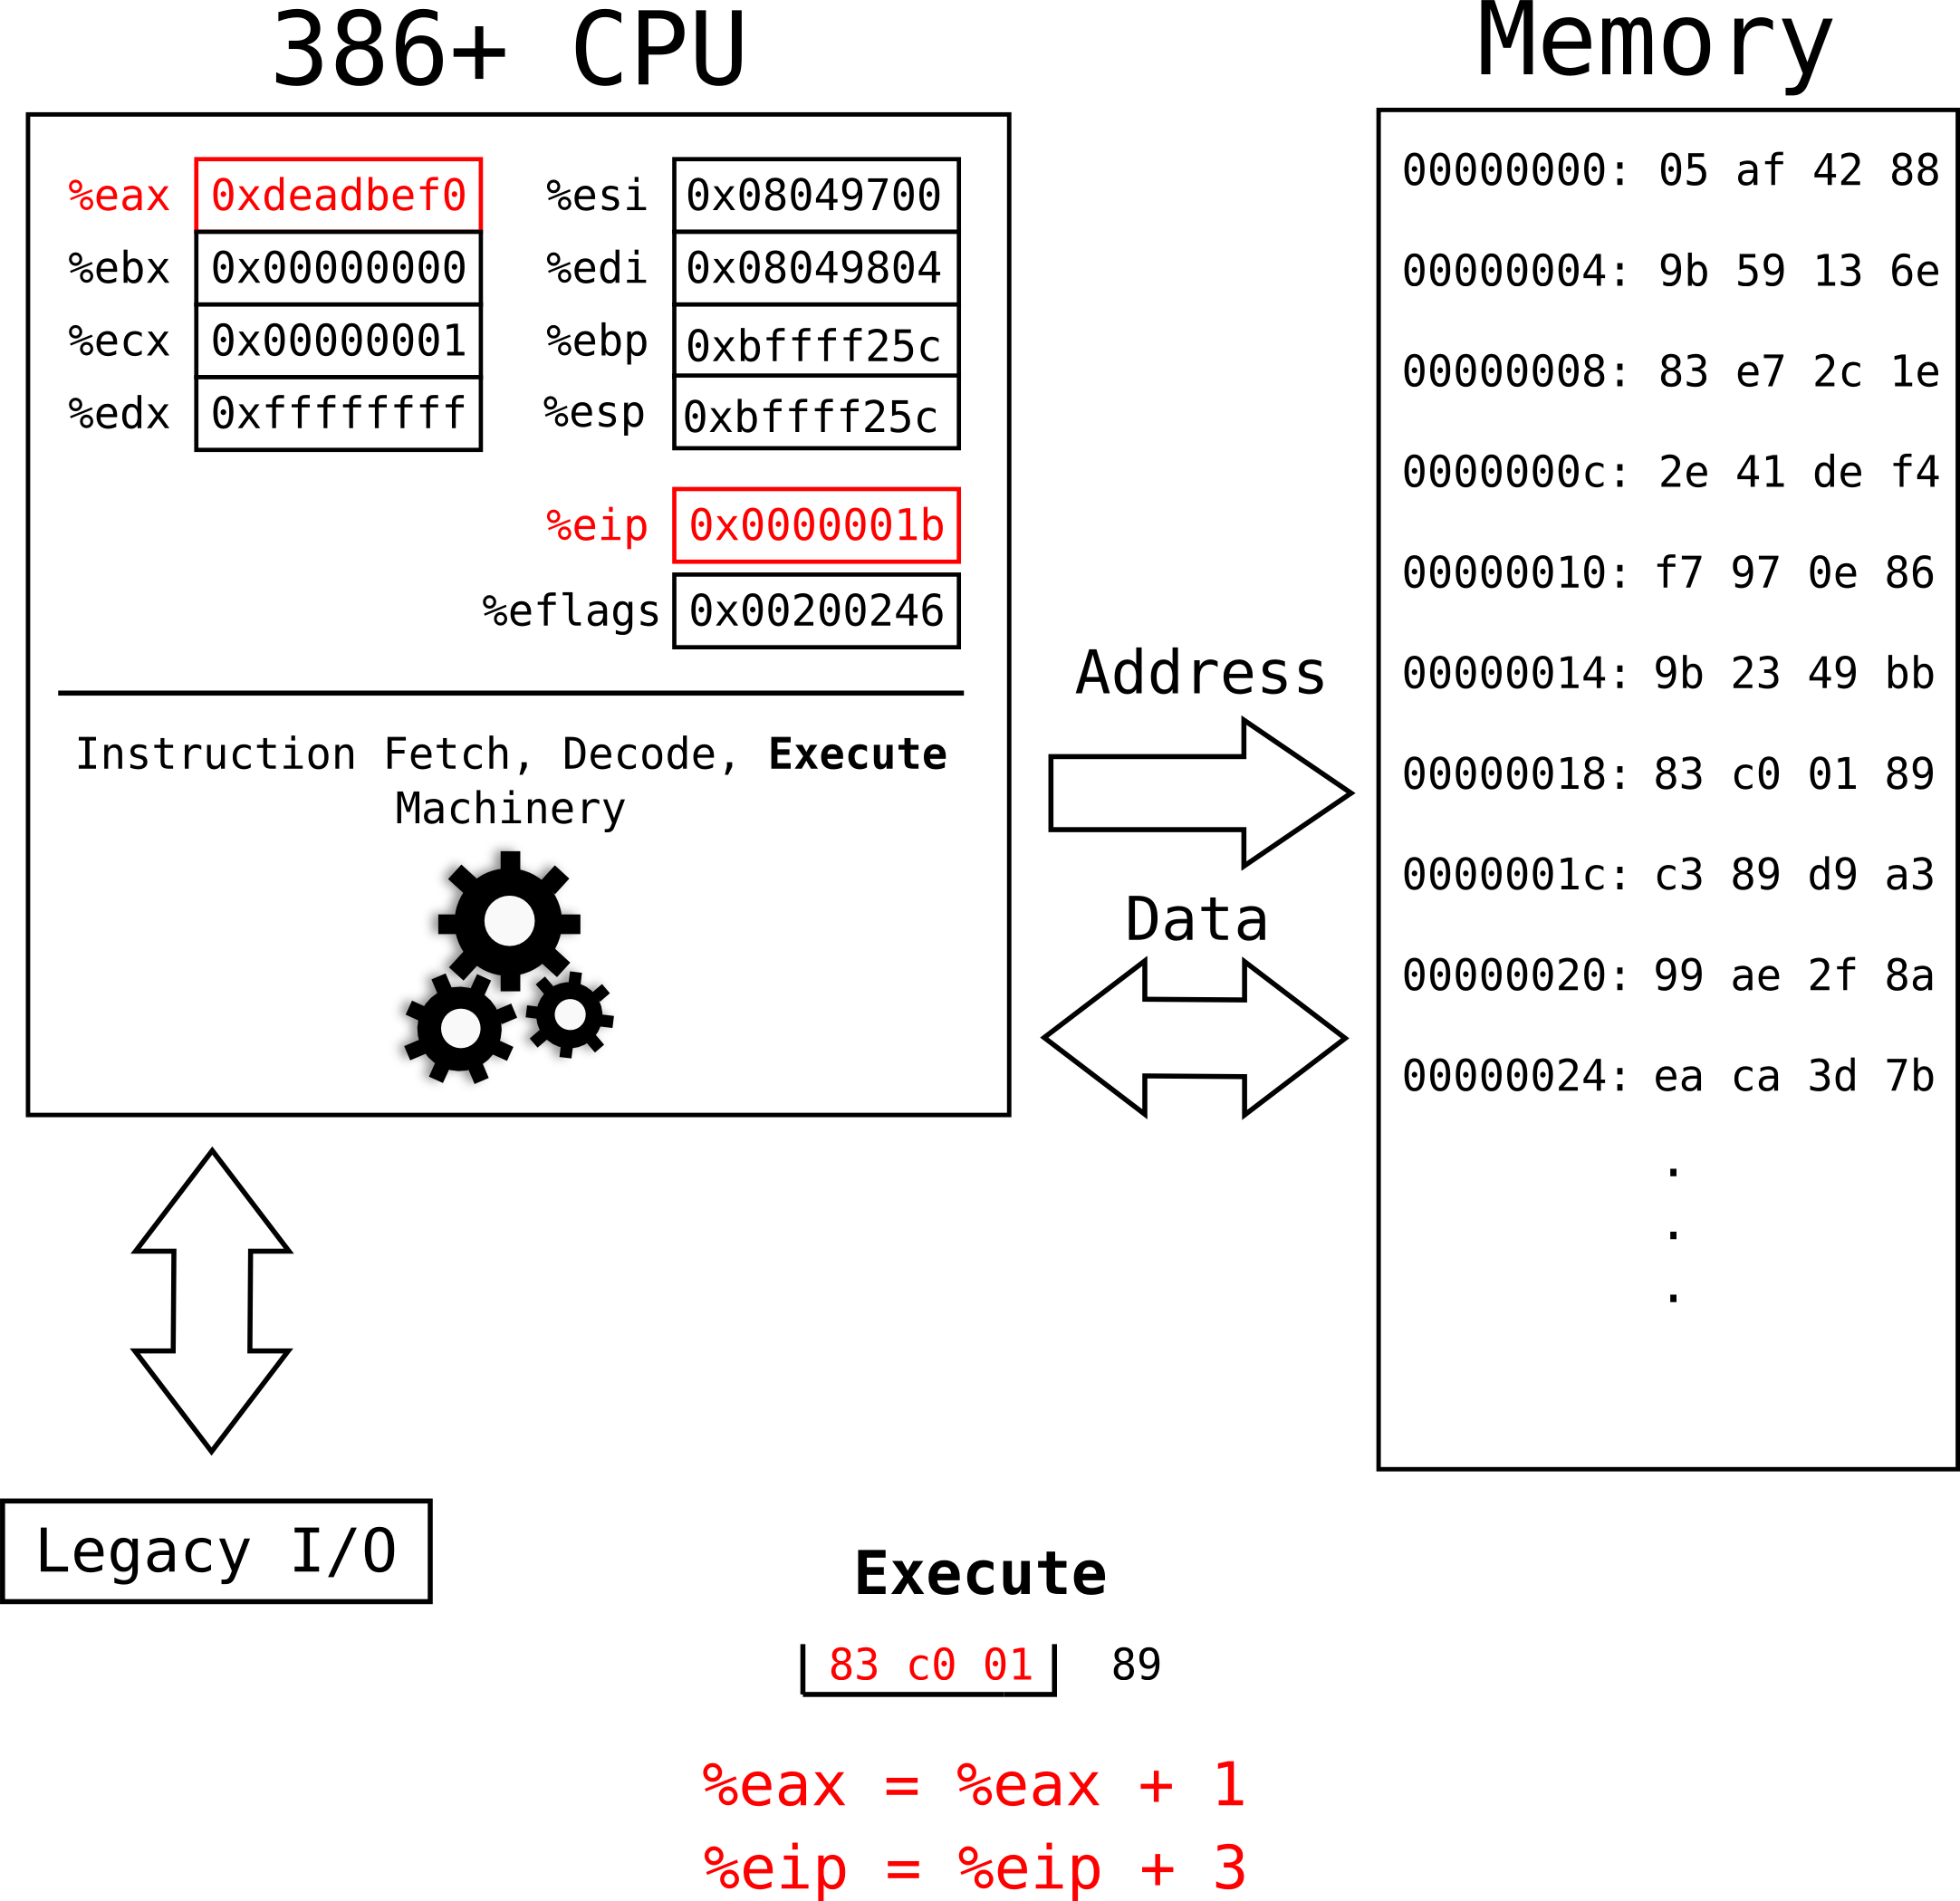 386+ CPU
%eax 0xdeadbef0 %esi 0x08049700
%ebx 0x00000000 %edi 0x08049804
%ecx 0x00000001 %ebp 0xbffff25c
%edx 0xffffffff %esp 0xbffff25c
%eip 0x0000001b
%eflags 0x00200246
Instruction Fetch, Decode, Execute
Machinery
Address
Data
Memory
00000000: 05 af 42 88
00000004: 9b 59 13 6e
00000008: 83 e7 2c 1e
0000000c: 2e 41 de f4
00000010: f7 97 0e 86
00000014: 9b 23 49 bb
00000018: 83 c0 01 89
0000001c: c3 89 d9 a3
00000020: 99 ae 2f 8a
00000024: ea ca 3d 7b
.
.
.
Legacy I/O
Execute
83 c0 01 89
%eax = %eax + 1
%eip = %eip + 3